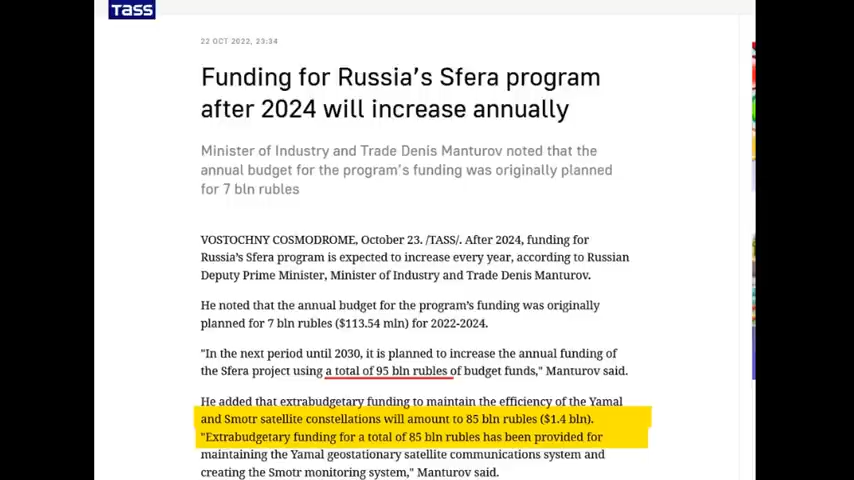 TASS
22 OCT 2022, 23:34
Funding for Russia's Sfera program
after 2024 will increase annually
Minister of Industry and Trade Denis Manturov noted that the
annual budget for the program's funding was originally planned
for 7 bln rubles
VOSTOCHNY COSMODROME, October 23. /TASS/. After 2024, funding for
Russia's Sfera program is expected to increase every year, according to Russian
Deputy Prime Minister, Minister of Industry and Trade Denis Manturov.
He noted that the annual budget for the program's funding was originally
planned for 7 bln rubles ($113.54 mln) for 2022-2024.
"In the next period until 2030, it is planned to increase the annual funding of
the Sfera project using a total of 95 bln rubles of budget funds," Manturov said.
He added that extrabudgetary funding to maintain the efficiency of the Yamal
and Smotr satellite constellations will amount to 85 bln rubles ($1.4 bln).
"Extrabudgetary funding for a total of 85 bln rubles has been provided for
maintaining the Yamal geostationary satellite communications system and
creating the Smotr monitoring system," Manturov said.